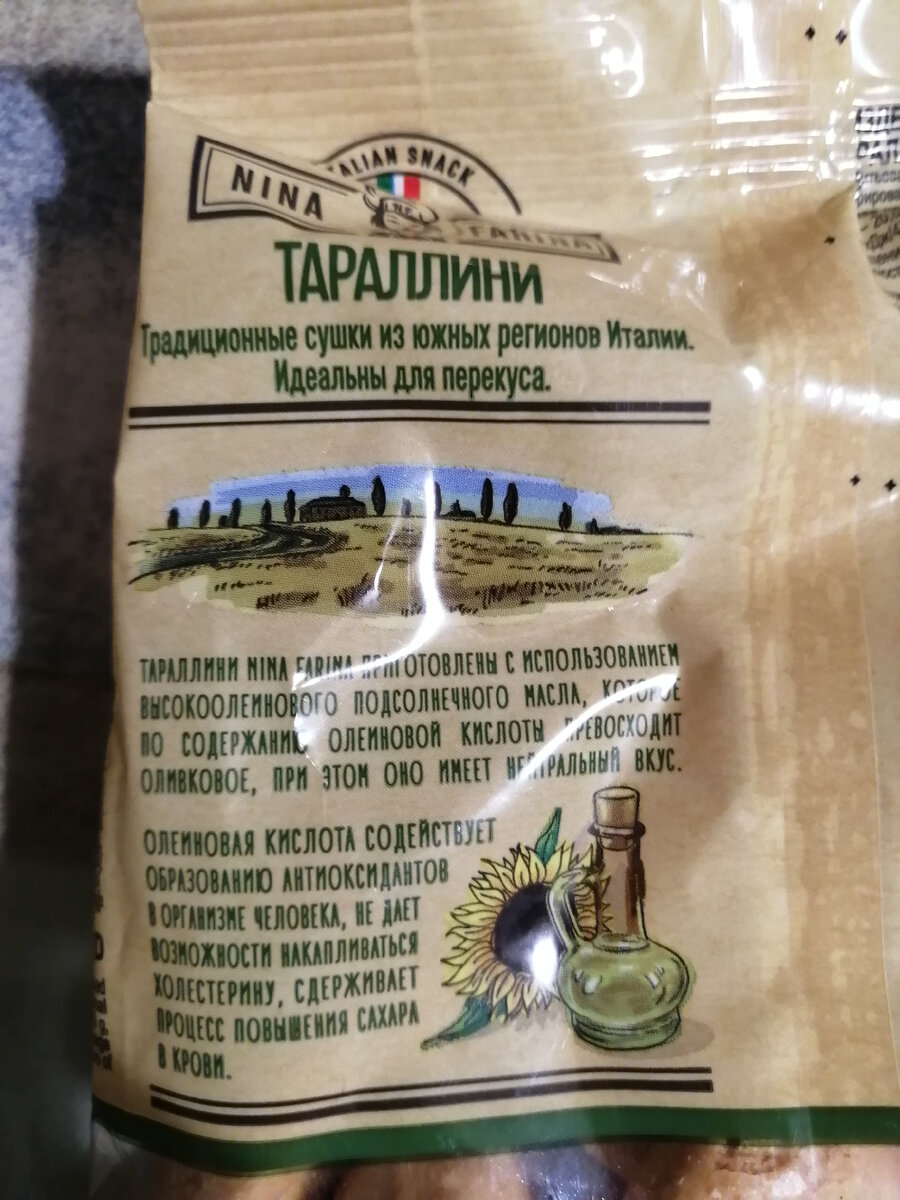 ITALIAN SNACK
NINA FARINA
ТАРАЛЛИНИ
Традиционные сушки из южных регионов Италии.
Идеальны для перекуса.
ТАРАЛЛИНИ NINA FARINA ПРИГОТОВЛЕНЫ С ИСПОЛЬЗОВАНИЕМ
ВЫСОКООЛЕИНОВОГО ПОДСОЛНЕЧНОГО МАСЛА, КОТОРОЕ
ПО СОДЕРЖАНИЮ ОЛЕИНОВОЙ КИСЛОТЫ ПРЕВОСХОДИТ
ОЛИВКОВОЕ, ПРИ ЭТОМ ОНО ИМЕЕТ НЕЙТРАЛЬНЫЙ ВКУС.
ОЛЕИНОВАЯ КИСЛОТА СОДЕЙСТВУЕТ
ОБРАЗОВАНИЮ АНТИОКСИДАНТОВ
В ОРГАНИЗМЕ ЧЕЛОВЕКА, НЕ ДАЕТ
ВОЗМОЖНОСТИ НАКАПЛИВАТЬСЯ
ХОЛЕСТЕРИНУ, СДЕРЖИВАЕТ
ПРОЦЕСС ПОВЫШЕНИЯ САХАРА
В КРОВИ.